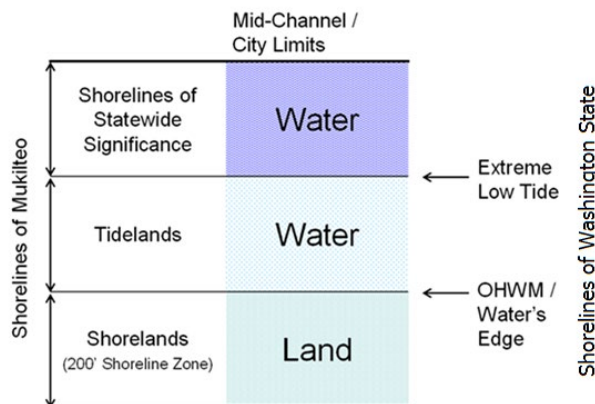 Mid-Channel /
City Limits
Shorelines of Mukilteo
Shorelines of
Statewide
Significance
Water
Extreme
Low Tide
Tidelands
Water
OHWM /
Water's
Edge
Shorelands
(200' Shoreline Zone)
Land
Shorelines of Washington State